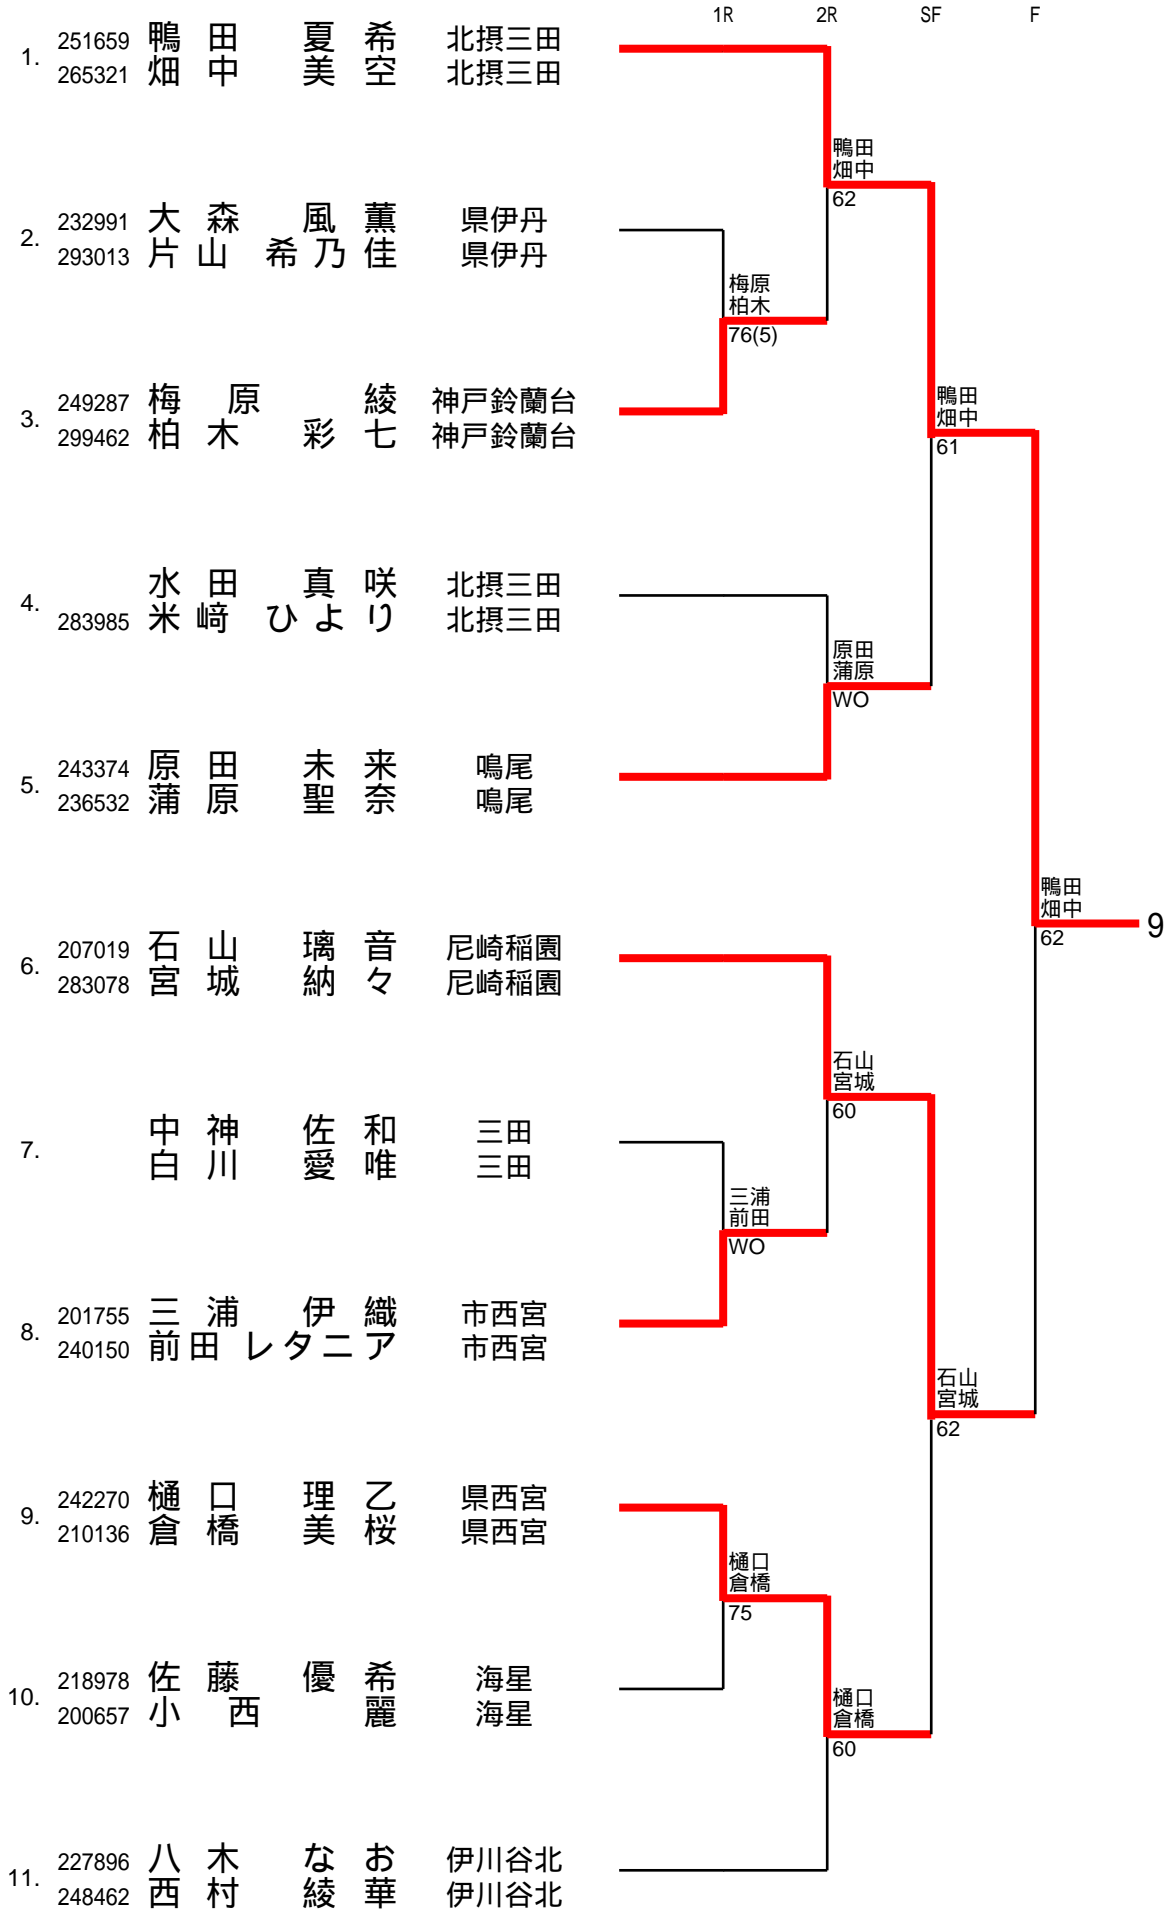 1R 2R SF F
1. 251659 鴨田 夏希 北摂三田
265321 畑中 美空 北摂三田
鴨田
畑中
62
2. 232991 大森 風薫 県伊丹
293013 片山 希乃佳 県伊丹
梅原
柏木
76(5)
3. 249287 梅原 綾 神戸鈴蘭台
299462 柏木 彩七 神戸鈴蘭台
鴨田
畑中
61
4. 水田 真咲 北摂三田
283985 米﨑 ひより 北摂三田
原田
蒲原
WO
5. 243374 原田 未来 鳴尾
236532 蒲原 聖奈 鳴尾
鴨田
畑中
62
9
6. 207019 石山 璃音 尼崎稲園
283078 宮城 納々 尼崎稲園
石山
宮城
60
7. 中神 佐和 三田
白川 愛唯 三田
三浦
前田
WO
8. 201755 三浦 伊織 市西宮
240150 前田 レタニア 市西宮
石山
宮城
62
9. 242270 樋口 理乙 県西宮
210136 倉橋 美桜 県西宮
樋口
倉橋
75
10. 218978 佐藤 優希 海星
200657 小西 麗 海星
樋口
倉橋
60
11. 227896 八木 なお 伊川谷北
248462 西村 綾華 伊川谷北